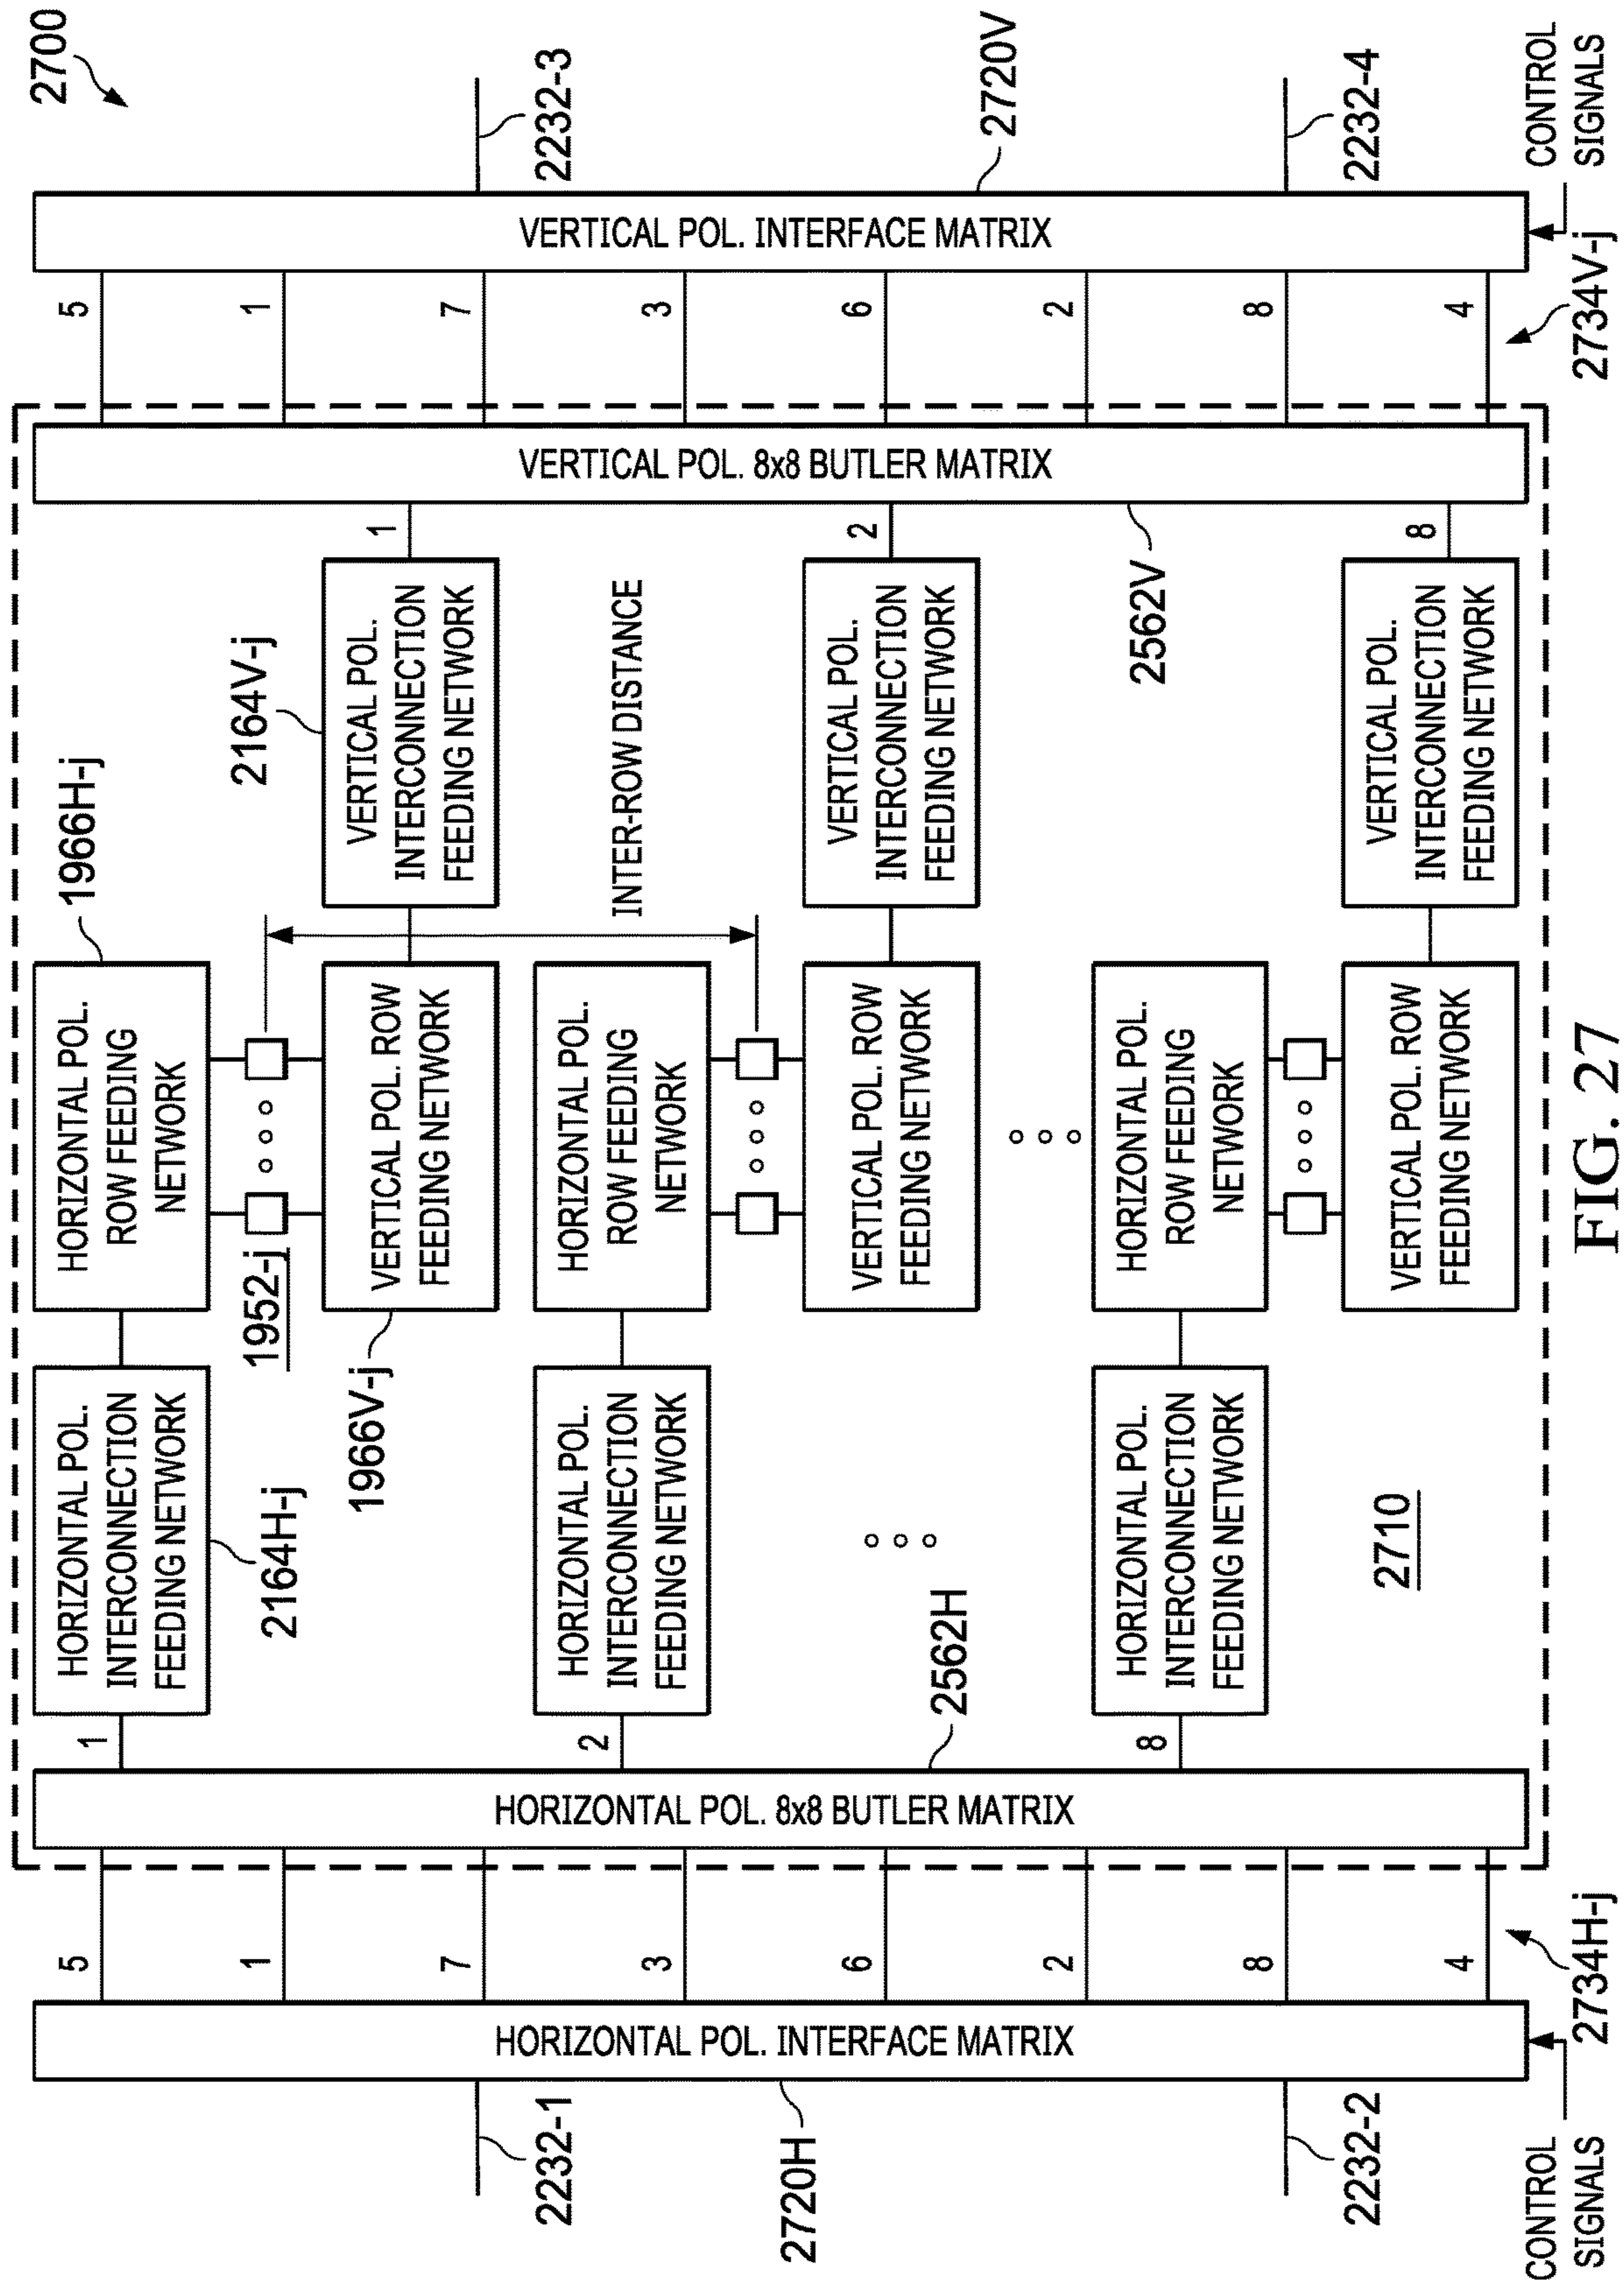 2700
2232-1
2720H
2232-2
CONTROL
SIGNALS
HORIZONTAL POL. INTERFACE MATRIX
5
1
7
3
6
2
8
4
2734H-j
HORIZONTAL POL. 8x8 BUTLER MATRIX
2562H
1
2
8
HORIZONTAL POL.
INTERCONNECTION
FEEDING NETWORK
2164H-j
HORIZONTAL POL.
INTERCONNECTION
FEEDING NETWORK
HORIZONTAL POL.
INTERCONNECTION
FEEDING NETWORK
2710
HORIZONTAL POL.
ROW FEEDING
NETWORK
1966H-j
1952-j
VERTICAL POL. ROW
FEEDING NETWORK
1966V-j
HORIZONTAL POL.
ROW FEEDING
NETWORK
VERTICAL POL. ROW
FEEDING NETWORK
HORIZONTAL POL.
ROW FEEDING
NETWORK
VERTICAL POL. ROW
FEEDING NETWORK
INTER-ROW DISTANCE
2164V-j
VERTICAL POL.
INTERCONNECTION
FEEDING NETWORK
VERTICAL POL.
INTERCONNECTION
FEEDING NETWORK
VERTICAL POL.
INTERCONNECTION
FEEDING NETWORK
1
2
8
2562V
VERTICAL POL. 8x8 BUTLER MATRIX
5
1
7
3
6
2
8
4
2734V-j
VERTICAL POL. INTERFACE MATRIX
2232-3
2720V
2232-4
CONTROL
SIGNALS
FIG. 27